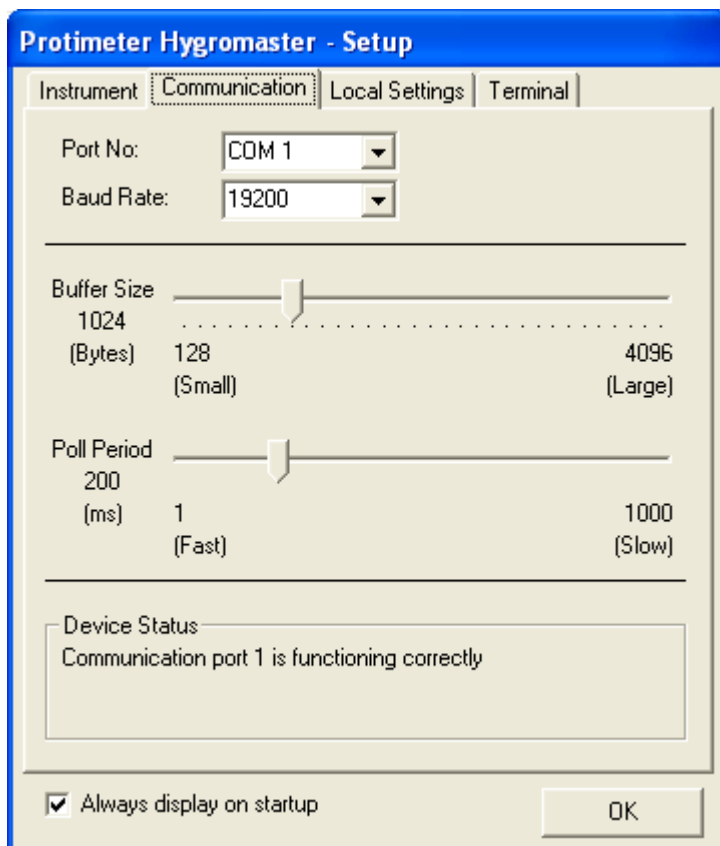 Protimeter Hygromaster - Setup
Instrument Communication Local Settings Terminal
Port No: COM 1
Baud Rate: 19200
Buffer Size
1024
(Bytes) 128 4096
(Small) (Large)
Poll Period
200
(ms) 1 1000
(Fast) (Slow)
Device Status
Communication port 1 is functioning correctly
Always display on startup OK